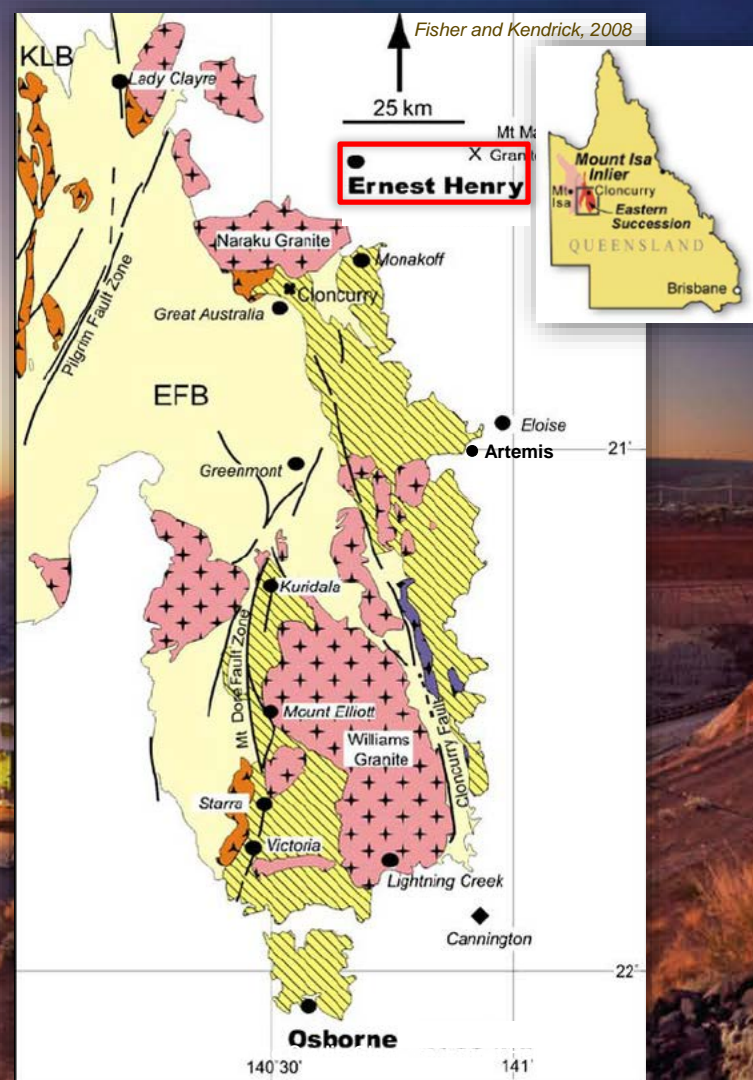 Fisher and Kendrick, 2008
KLB
Lady Clayre
25 km
Mt Ma
X Granite
Ernest Henry
Mount Isa
Inlier
Mt
Isa
Cloncurry
Eastern
Succession
QUEENSLAND
Brisbane
Naraku Granite
Monakoff
Cloncurry
Great Australia
Pilgrim Fault Zone
EFB
Eloise
21°
Artemis
Greenmont
Kuridala
Mt Dore Fault Zone
Mount Elliott
Williams
Granite
Cloncurry Fault
Starra
Victoria
Lightning Creek
Cannington
22°
Osborne
140°30'
141°